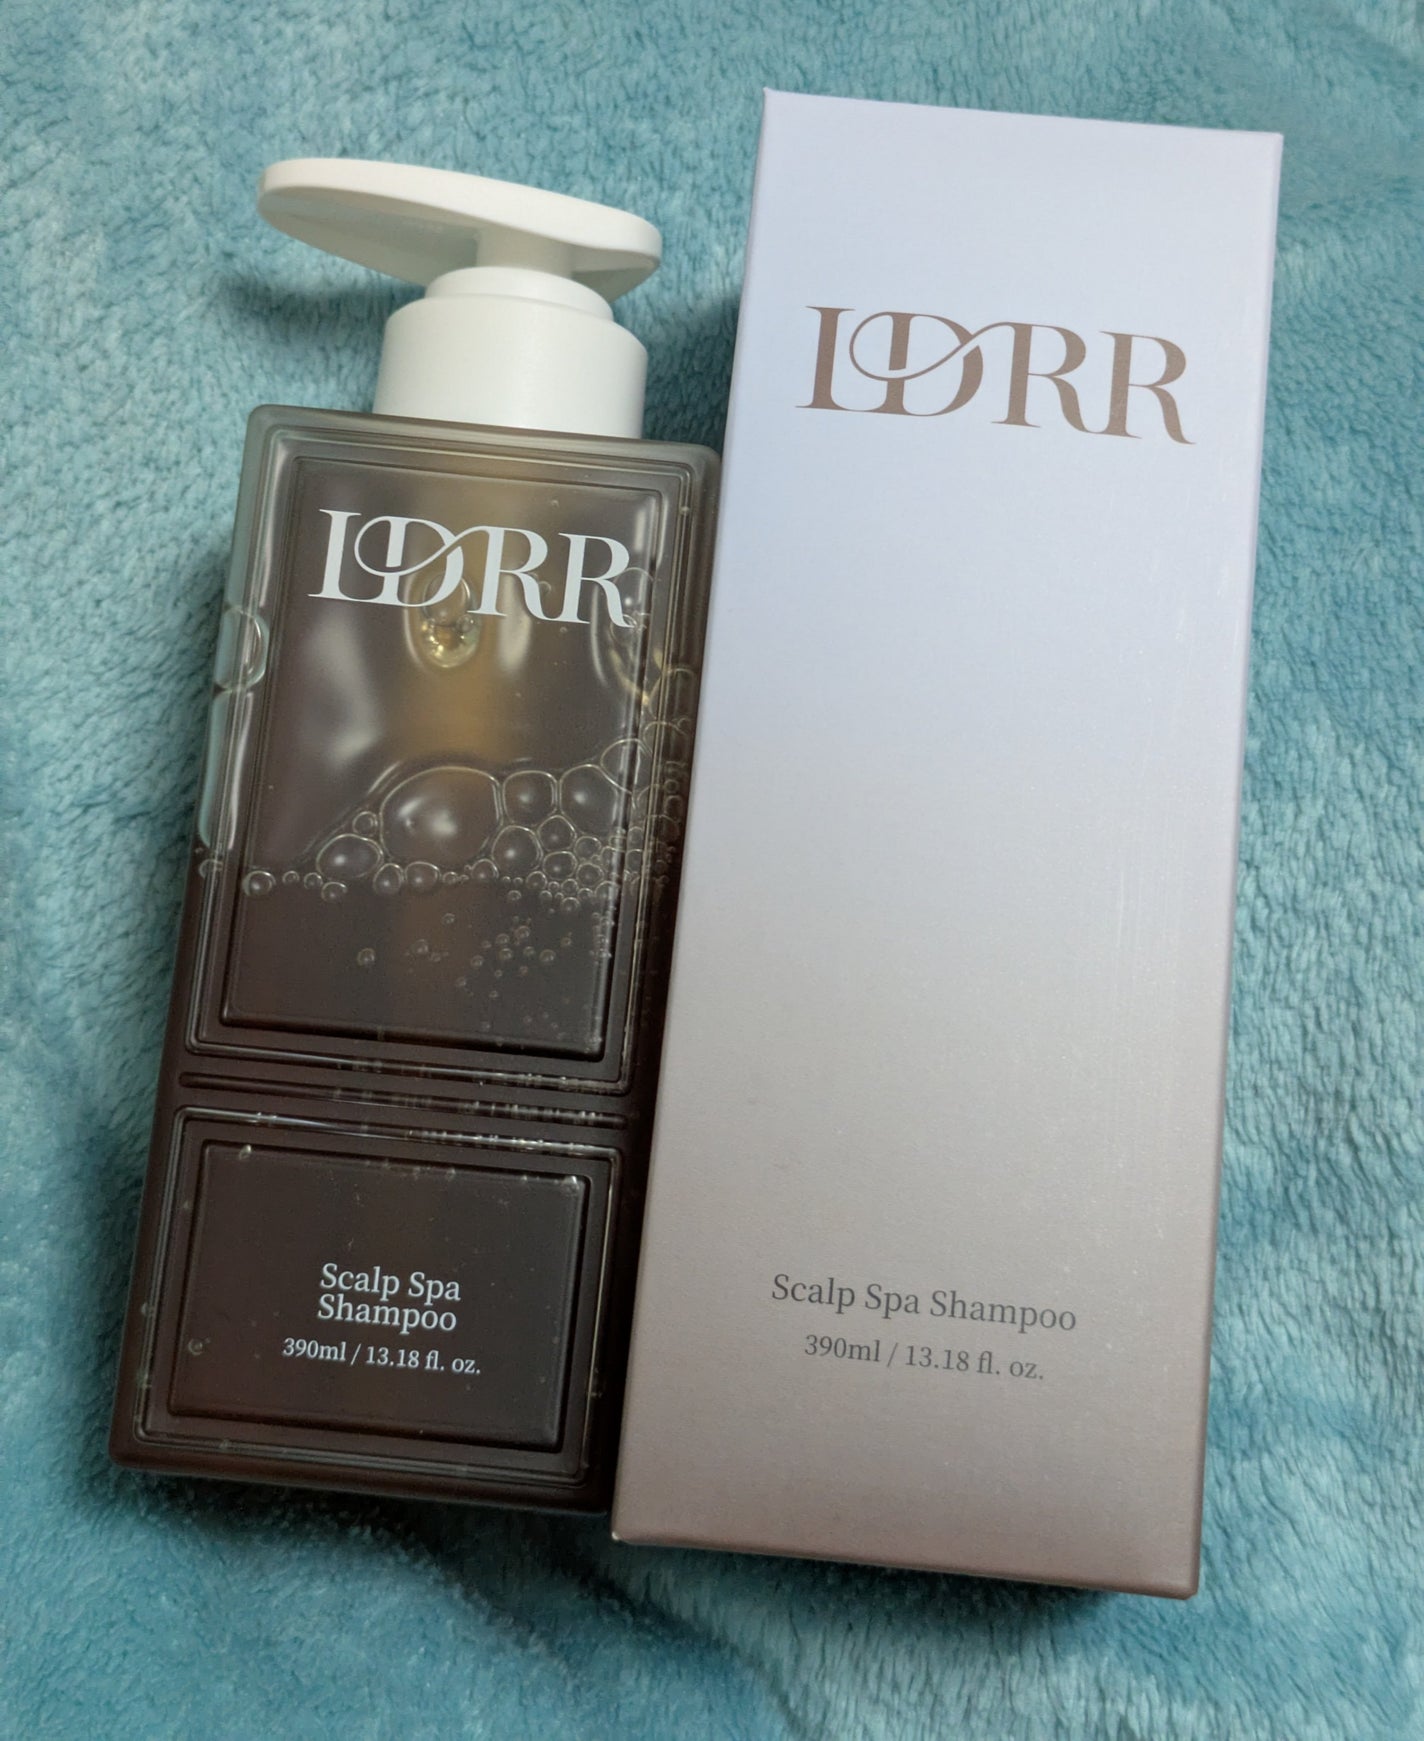 LDRR
Scalp Spa
Shampoo
390ml / 13.18 fl. oz.
LDRR
Scalp Spa Shampoo
390ml / 13.18 fl. oz.